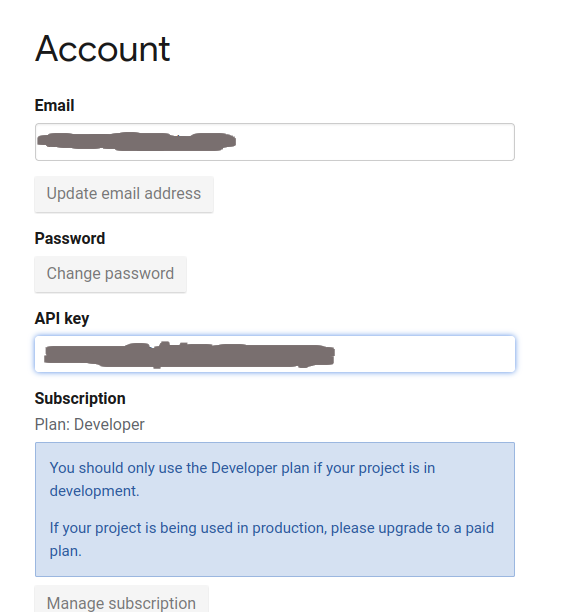 Account
Email
Update email address
Password
Change password
API key
Subscription
Plan: Developer
You should only use the Developer plan if your project is in
development.
If your project is being used in production, please upgrade to a paid
plan.
Manage subscription